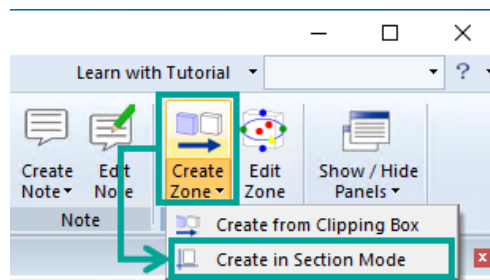 Learn with Tutorial
?
Create Edit Create Edit Show / Hide
Note Note Zone Zone Panels
Note
Create from Clipping Box
Create in Section Mode